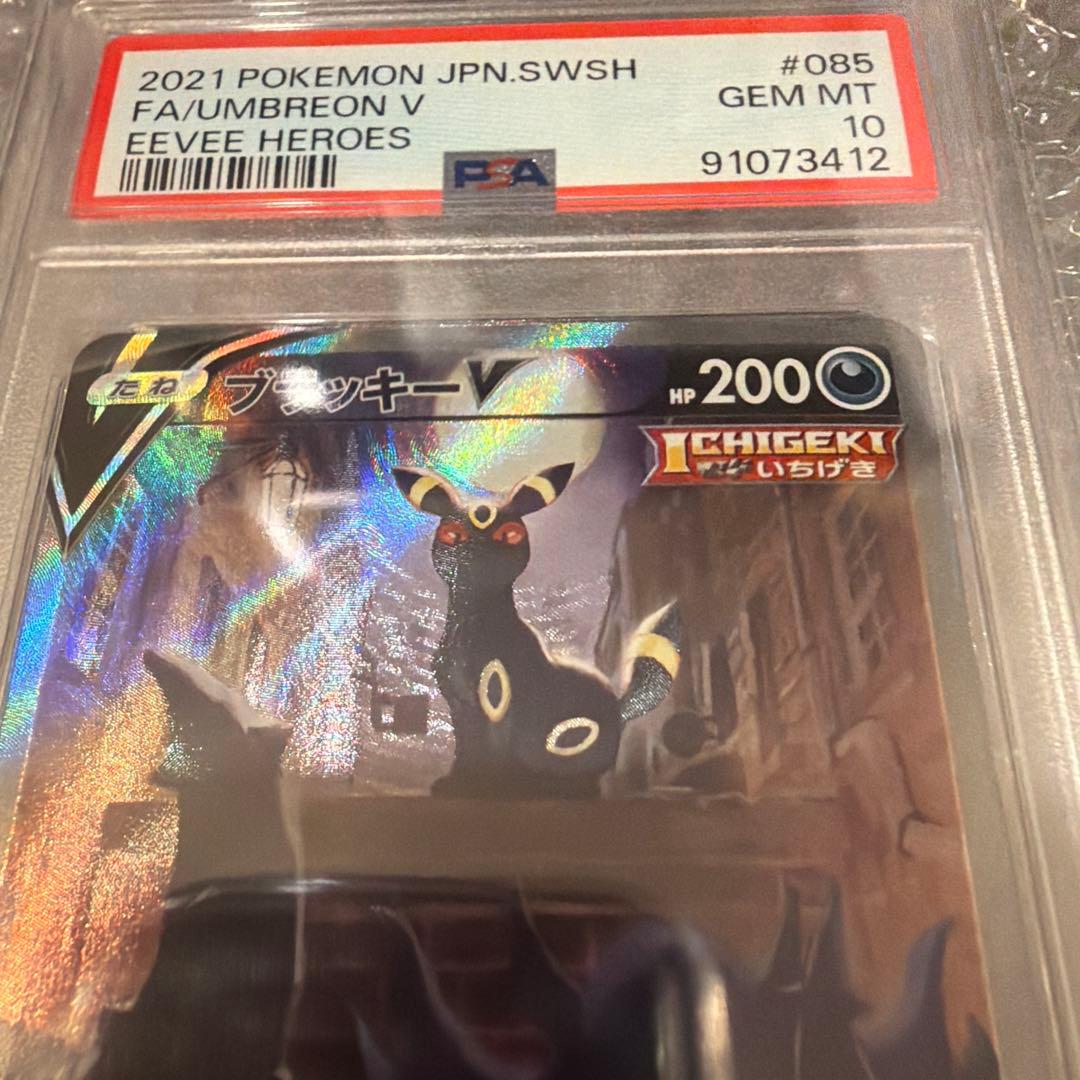 2021 POKEMON JPN.SWSH #085
FA/UMBREON V GEM MT
EEVEE HEROES 10
PSA 91073412
たね ブラッキーV HP 200
ICHIGEKI
いちげき